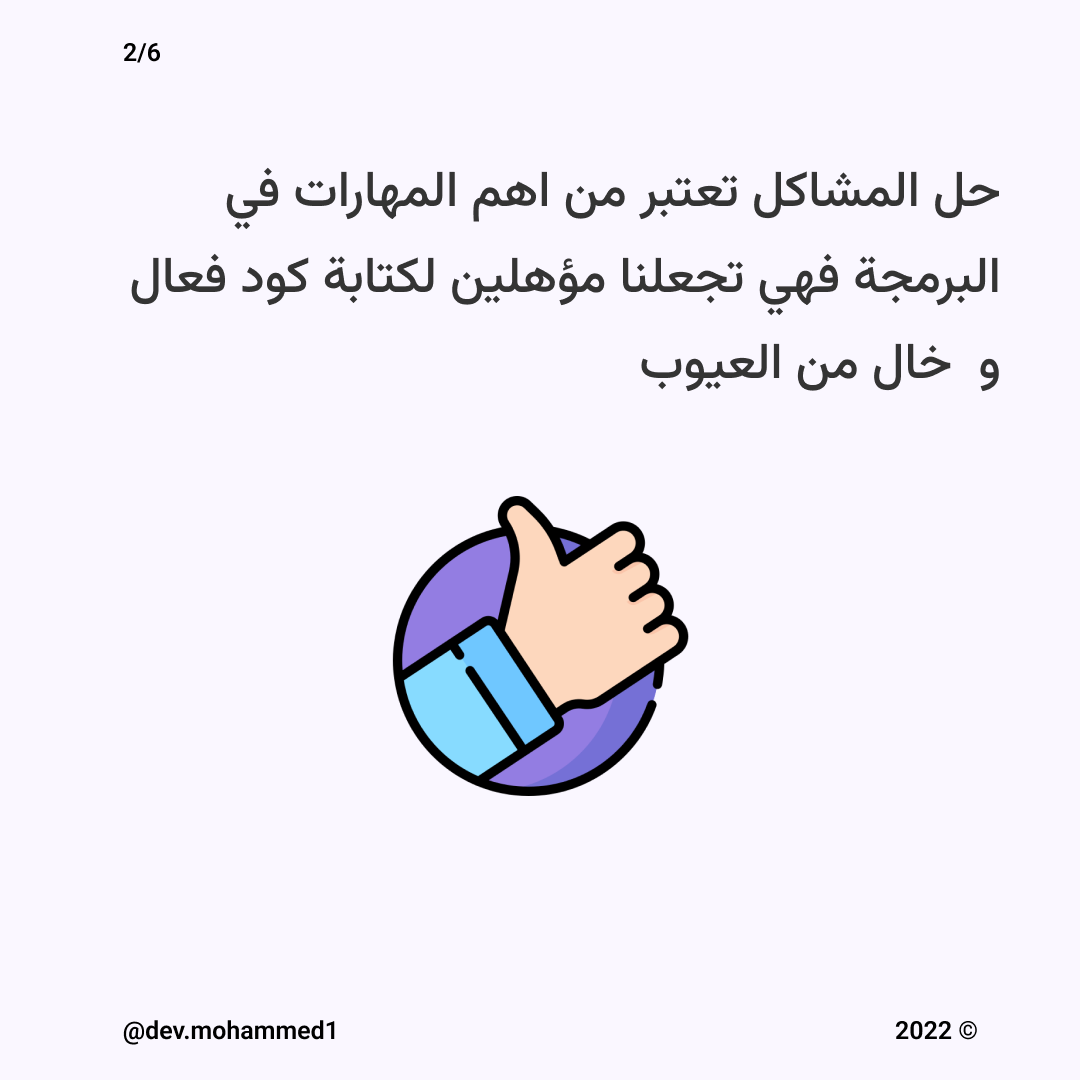 2/6
حل المشاكل تعتبر من اهم المهارات في
البرمجة فهي تجعلنا مؤهلين لكتابة كود فعال
و خال من العيوب
@dev.mohammed1
2022 ©